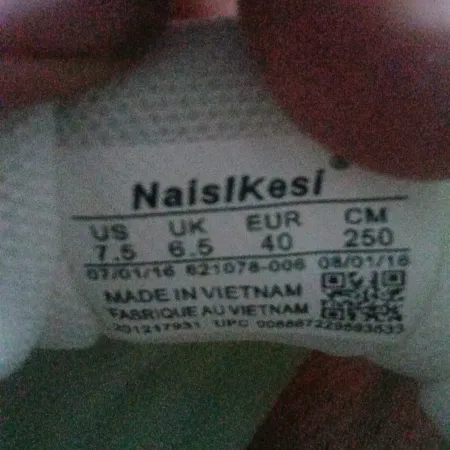 NaisIKesi®
US UK EUR CM
7.5 6.5 40 250
07/01/16 621078-006 08/01/16
MADE IN VIETNAM
FABRIQUE AU VIETNAM
UPC